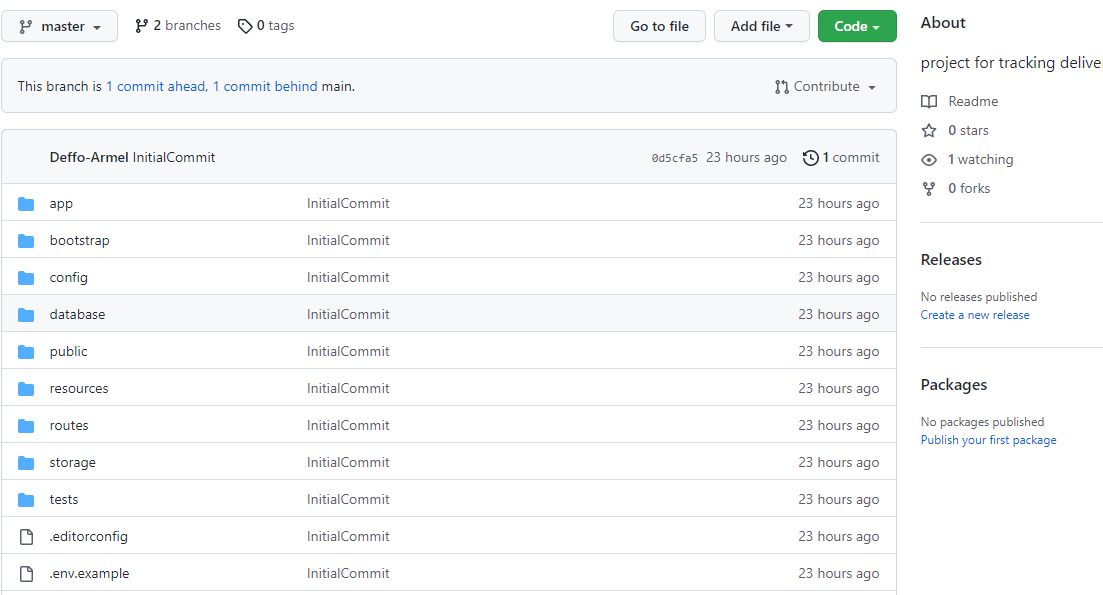 master 2 branches 0 tags Go to file Add file Code
This branch is 1 commit ahead, 1 commit behind main. Contribute
Deffo-Armel InitialCommit 0d5cfa5 23 hours ago 1 commit
app InitialCommit 23 hours ago
bootstrap InitialCommit 23 hours ago
config InitialCommit 23 hours ago
database InitialCommit 23 hours ago
public InitialCommit 23 hours ago
resources InitialCommit 23 hours ago
routes InitialCommit 23 hours ago
storage InitialCommit 23 hours ago
tests InitialCommit 23 hours ago
.editorconfig InitialCommit 23 hours ago
.env.example InitialCommit 23 hours ago
About
project for tracking deliver
Readme
0 stars
1 watching
0 forks
Releases
No releases published
Create a new release
Packages
No packages published
Publish your first package